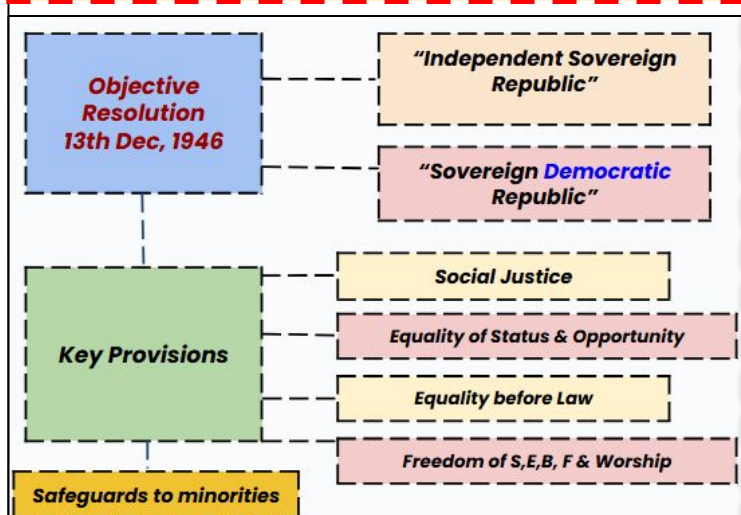 Objective
Resolution
13th Dec, 1946
"Independent Sovereign
Republic"
"Sovereign Democratic
Republic"
Key Provisions
Social Justice
Equality of Status & Opportunity
Equality before Law
Freedom of S,E,B, F & Worship
Safeguards to minorities